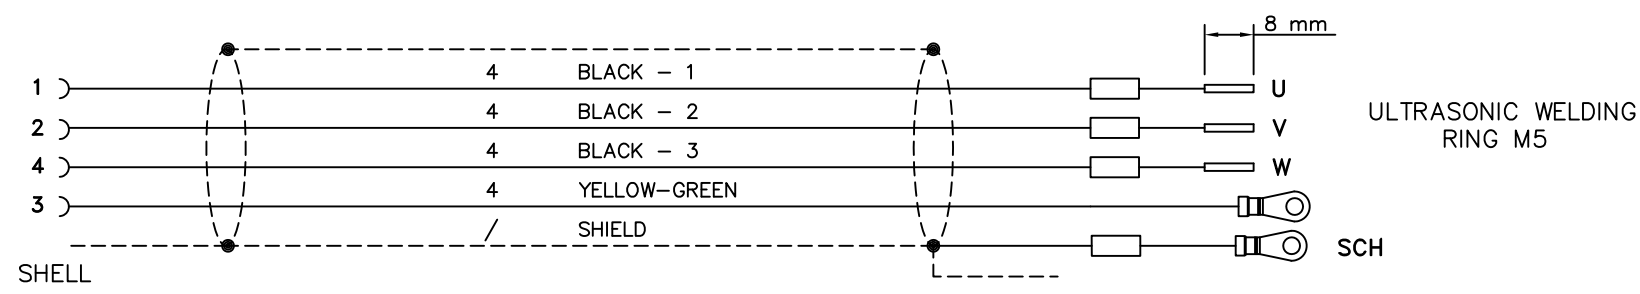 8 mm
1 4 BLACK - 1 U
2 4 BLACK - 2 V
4 4 BLACK - 3 W
3 4 YELLOW-GREEN
/ SHIELD SCH
SHELL
ULTRASONIC WELDING
RING M5